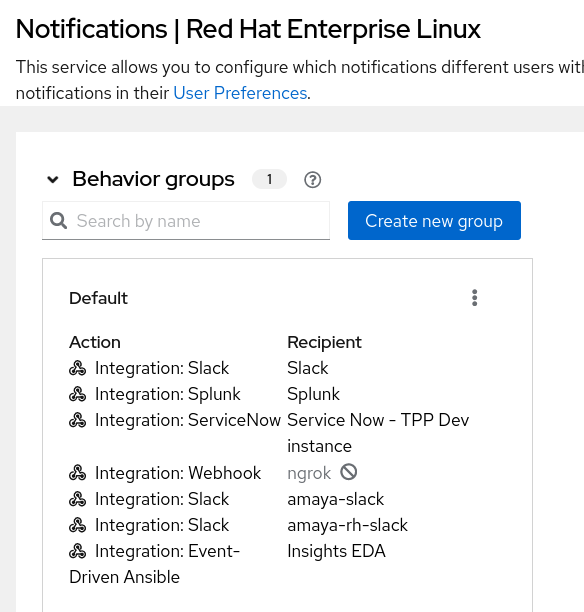 Notifications | Red Hat Enterprise Linux
This service allows you to configure which notifications different users
notifications in their User Preferences.
Behavior groups 1
Search by name
Create new group
Default
Action Recipient
Integration: Slack Slack
Integration: Splunk Splunk
Integration: ServiceNow Service Now - TPP Dev
instance
Integration: Webhook ngrok
Integration: Slack amaya-slack
Integration: Slack amaya-rh-slack
Integration: Event- Insights EDA
Driven Ansible